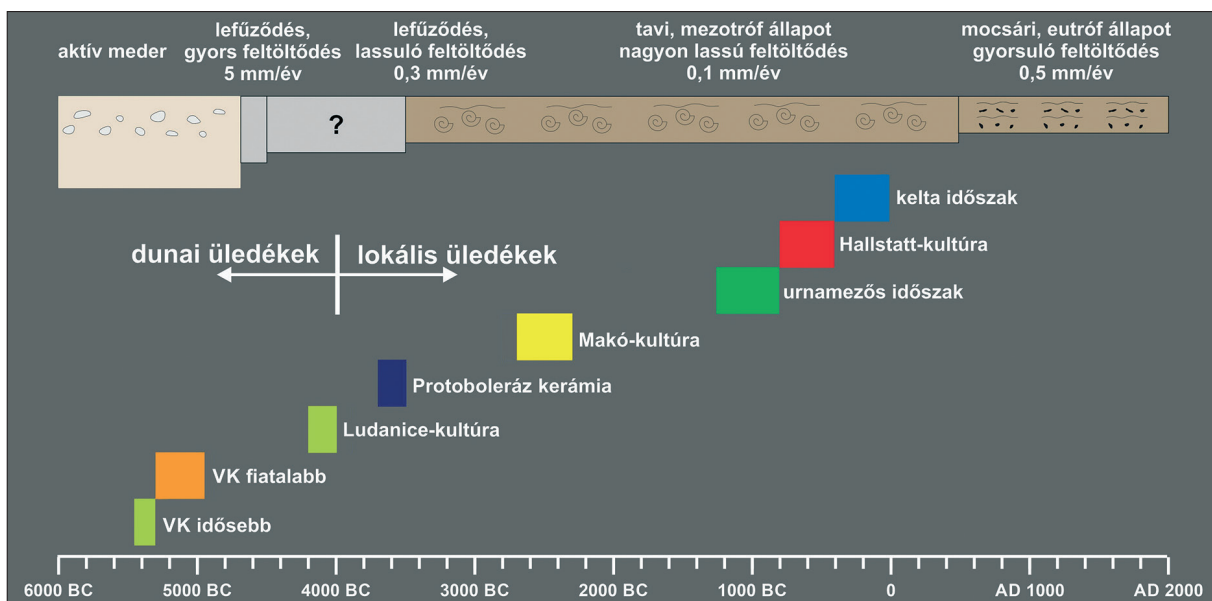 aktív meder
lefűződés,
gyors feltöltődés
5 mm/év
lefűződés,
lassuló feltöltődés
0,3 mm/év
tavi, mezotróf állapot
nagyon lassú feltöltődés
0,1 mm/év
mocsári, eutróf állapot
gyorsuló feltöltődés
0,5 mm/év
?
kelta időszak
dunai üledékek
lokális üledékek
Hallstatt-kultúra
urnamezős időszak
Makó-kultúra
Protoboleráz kerámia
Ludanice-kultúra
VK fiatalabb
VK idősebb
6000 BC
5000 BC
4000 BC
3000 BC
2000 BC
1000 BC
0
AD 1000
AD 2000